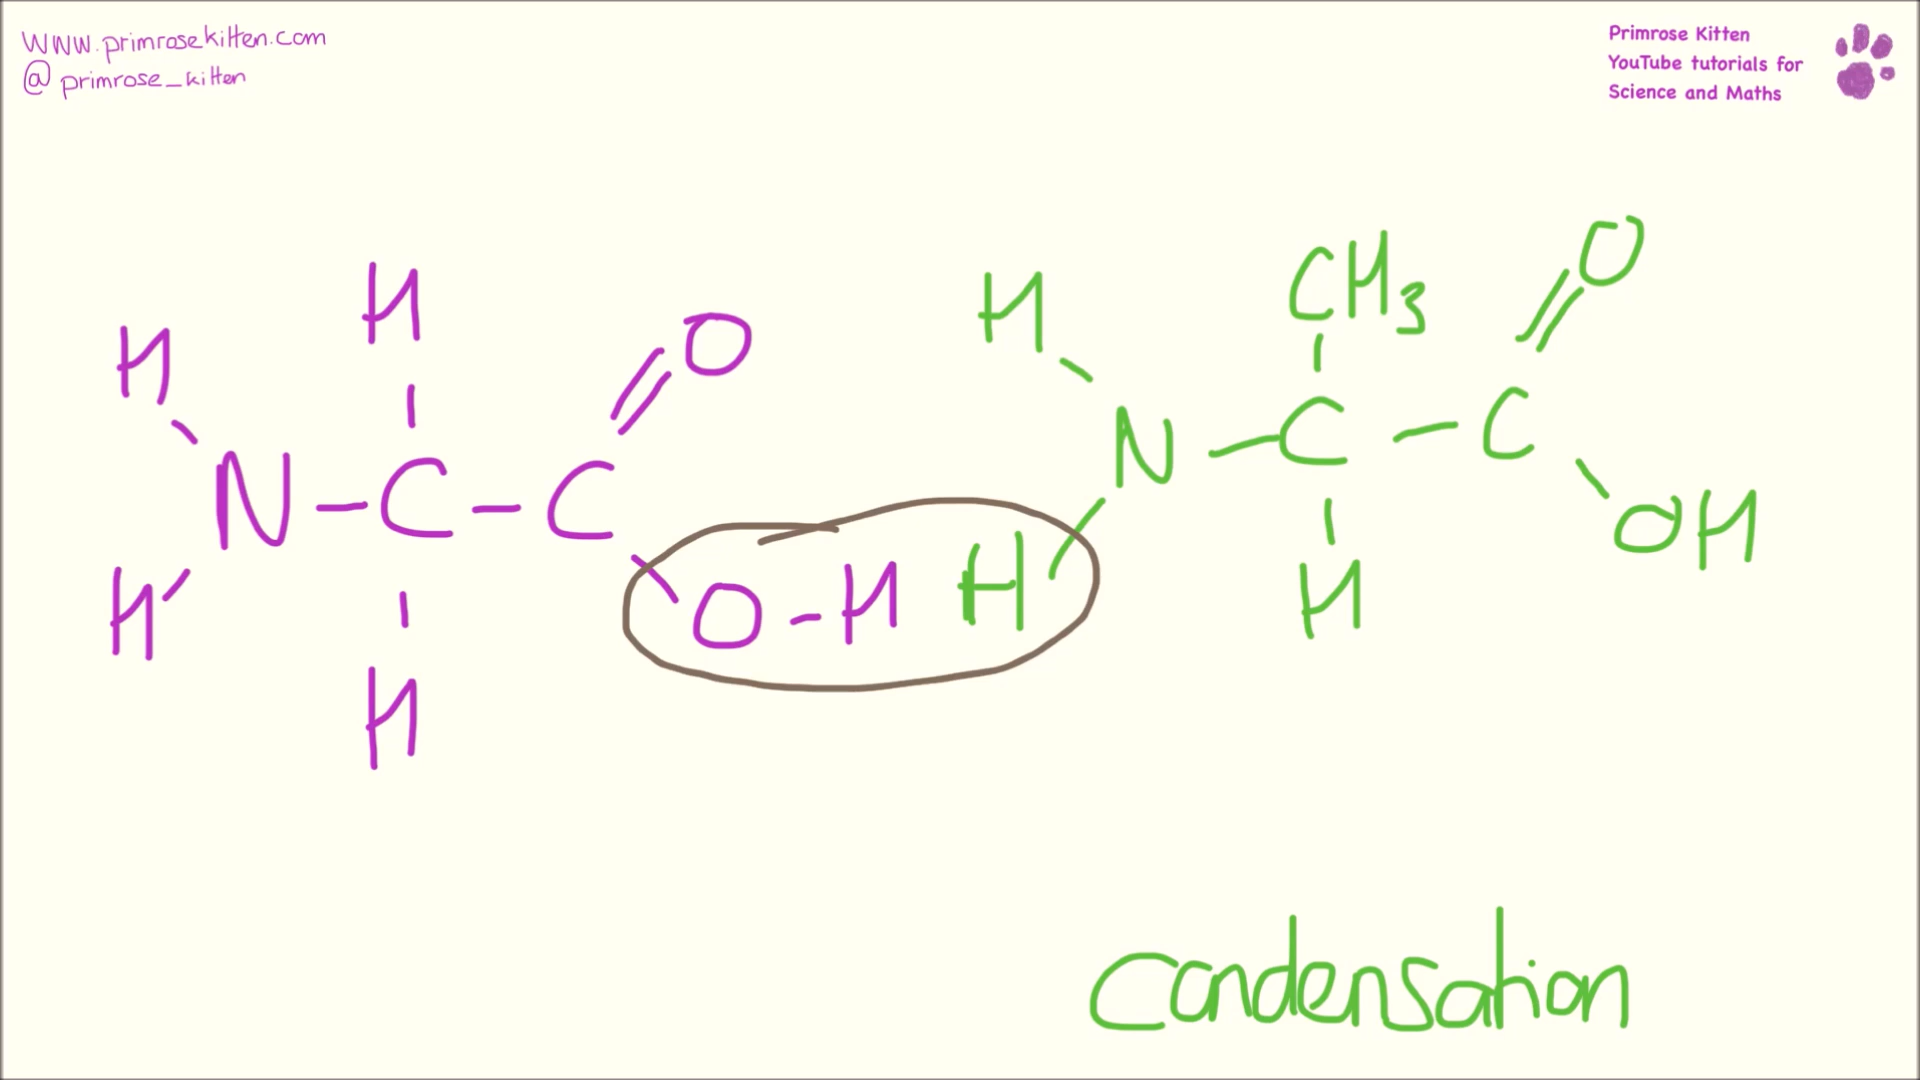 www.primrosekitten.com
@primrose_kitten
Primrose Kitten
YouTube tutorials for
Science and Maths
H H O
H N - C - C
H O - H
H
H CH3 O
N - C - C
H H OH
Condensation